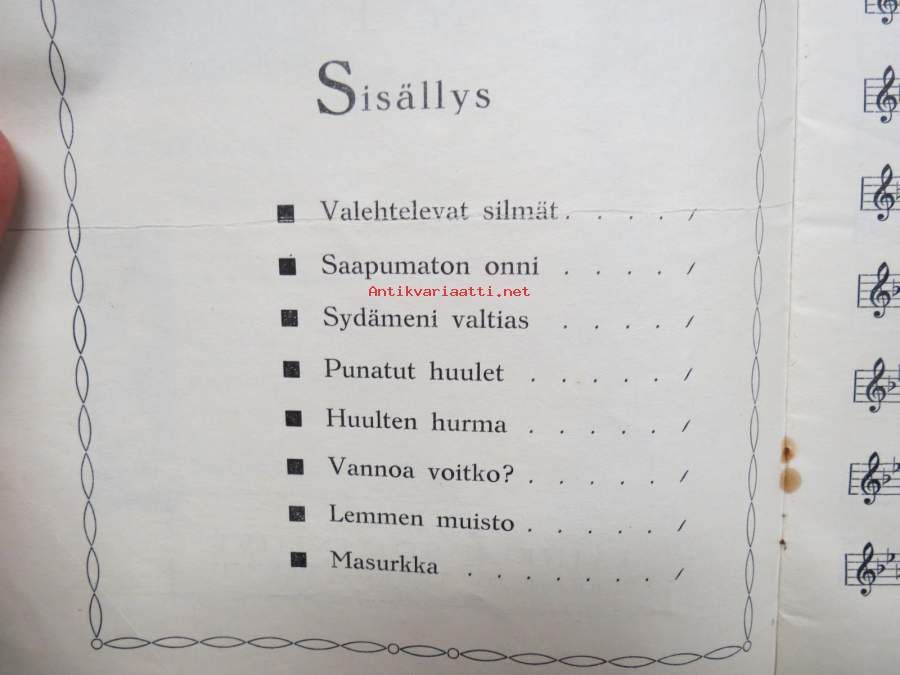 Sisällys
Valehtelevat silmät . . . . /
Saapumaton onni . . . . /
Antikvariaatti.net
Sydämeni valtias . . . . /
Punatut huulet . . . . . /
Huulten hurma . . . . . /
Vannoa voitko? . . . . . /
Lemmen muisto . . . . . /
Masurkka . . . . . . . /